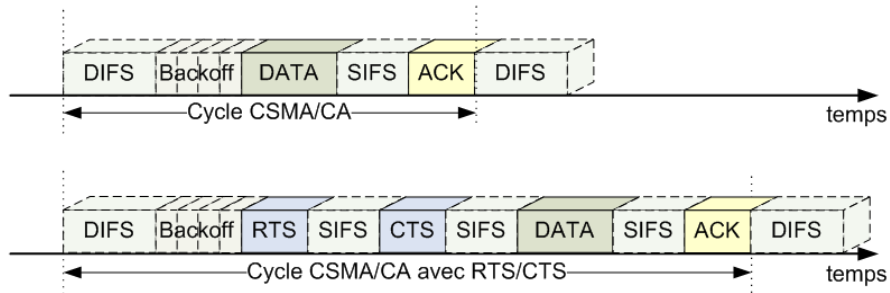 DIFS Backoff DATA SIFS ACK DIFS
Cycle CSMA/CA
temps
DIFS Backoff RTS SIFS CTS SIFS DATA SIFS ACK DIFS
Cycle CSMA/CA avec RTS/CTS
temps